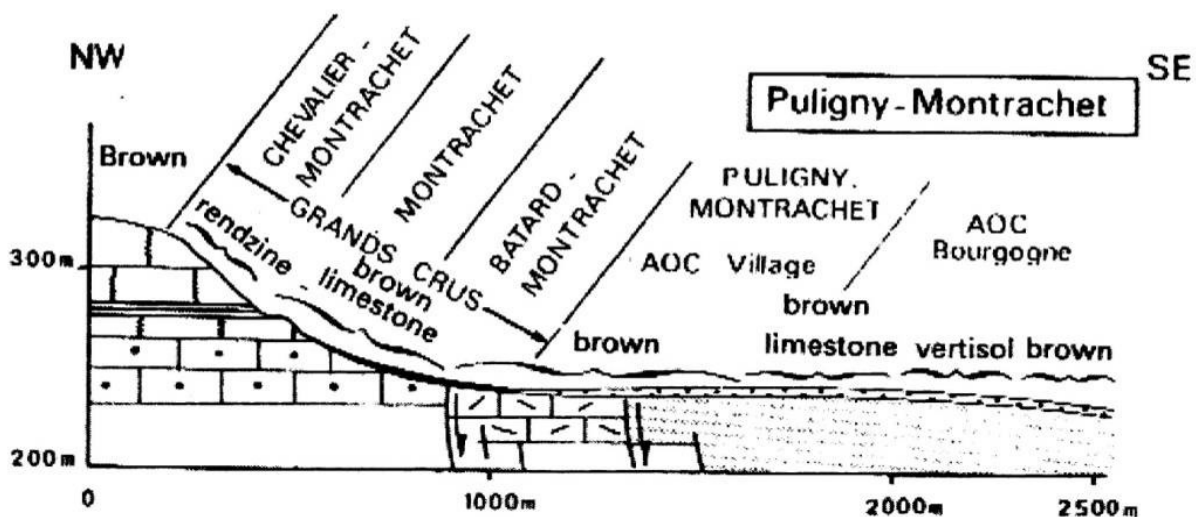 NW
SE
Puligny-Montrachet
Brown
CHEVALIER-
MONTRACHET
MONTRACHET
BATARD-
MONTRACHET
PULIGNY.
MONTRACHET
AOC Village
AOC
Bourgogne
GRANDS CRUS
rendzine - brown
limestone
brown
brown
limestone vertisol brown
300m
200m
0
1000m
2000m
2500m